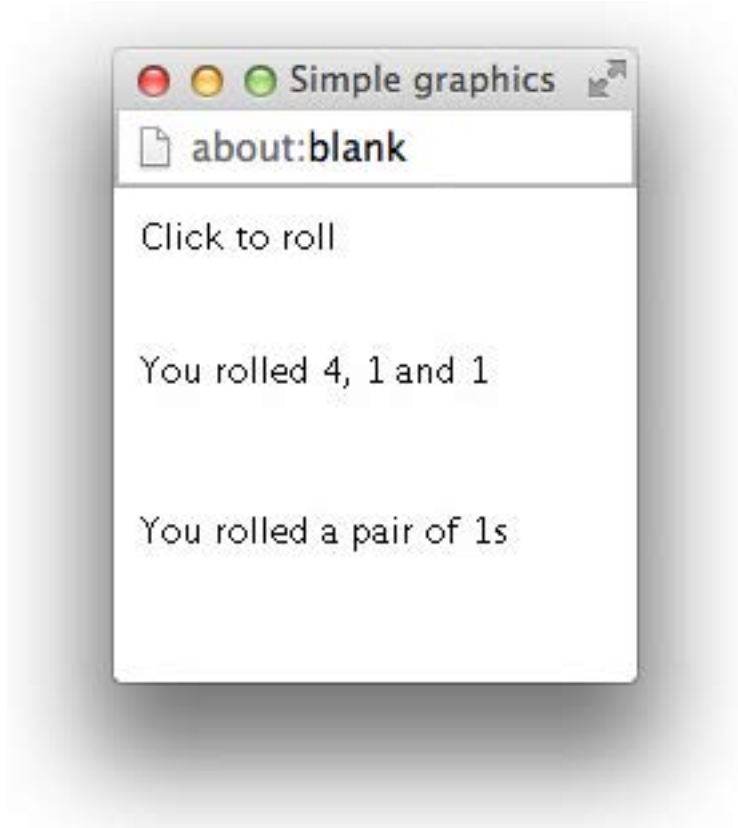 Simple graphics
about:blank
Click to roll
You rolled 4, 1 and 1
You rolled a pair of 1s